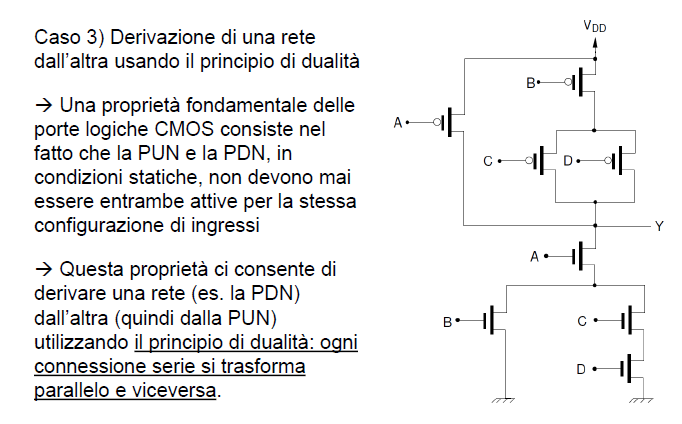 Caso 3) Derivazione di una rete
dall'altra usando il principio di dualità
→ Una proprietà fondamentale delle
porte logiche CMOS consiste nel
fatto che la PUN e la PDN, in
condizioni statiche, non devono mai
essere entrambe attive per la stessa
configurazione di ingressi
→ Questa proprietà ci consente di
derivare una rete (es. la PDN)
dall'altra (quindi dalla PUN)
utilizzando il principio di dualità: ogni
connessione serie si trasforma
parallelo e viceversa.
VDD
B
A
C
D
Y
A
B
C
D